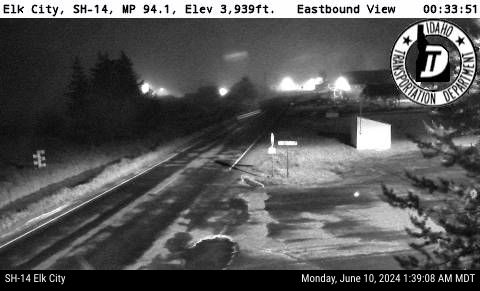 Elk City, SH-14, MP 94.1, Elev 3,939ft. Eastbound View 00:33:51
IDAHO
TRANSPORTATION DEPARTMENT
SH-14 Elk City Monday, June 10, 2024 1:39:08 AM MDT